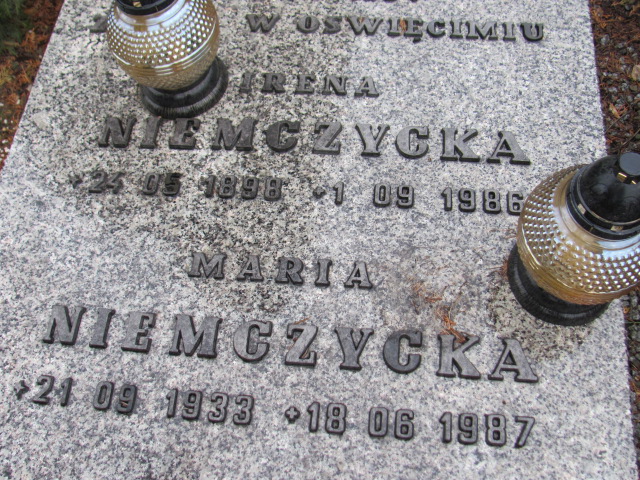 W OŚWIĘCIMIU
IRENA
NIEMCZYCKA
*24 05 1898 +1 09 1986
MARIA
NIEMCZYCKA
*21 09 1933 +18 06 1987